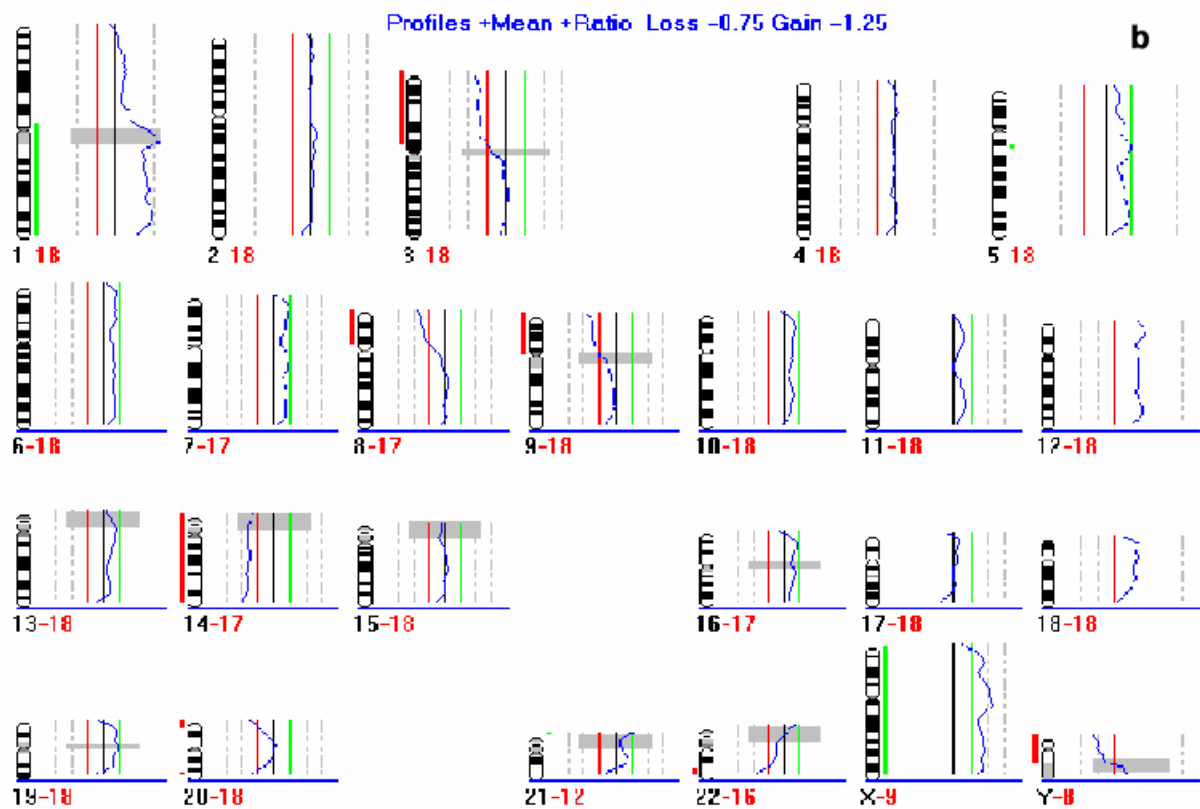 Profiles +Mean +Ratio Loss -0.75 Gain -1.25
b
1 18 2 18 3 18 4 18 5 18
6-18 7-17 8-17 9-18 10-18 11-18 12-18
13-18 14-17 15-18 16-17 17-18 18-18
19-18 20-18 21-12 22-16 X-9 Y-8